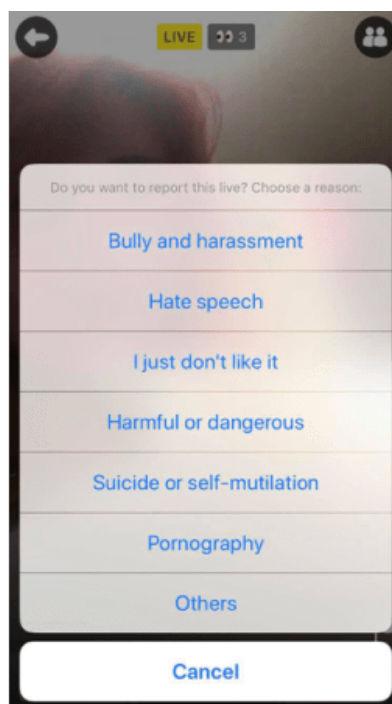 LIVE 👀 3
Do you want to report this live? Choose a reason:
Bully and harassment
Hate speech
I just don't like it
Harmful or dangerous
Suicide or self-mutilation
Pornography
Others
Cancel